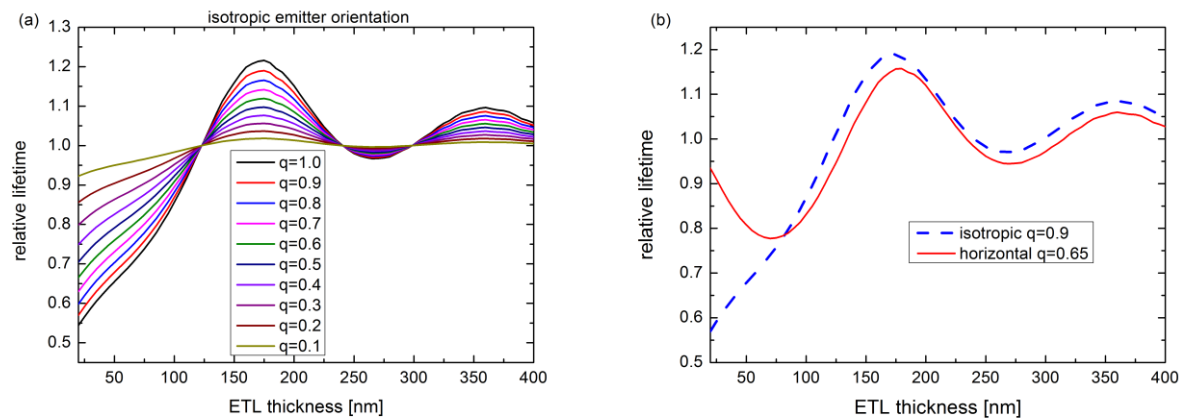 (a)
isotropic emitter orientation
1.3
1.2
1.1
1.0
0.9
0.8
0.7
0.6
0.5
relative lifetime
q=1.0
q=0.9
q=0.8
q=0.7
q=0.6
q=0.5
q=0.4
q=0.3
q=0.2
q=0.1
50 100 150 200 250 300 350 400
ETL thickness [nm]
(b)
1.2
1.1
1.0
0.9
0.8
0.7
0.6
0.5
relative lifetime
isotropic q=0.9
horizontal q=0.65
50 100 150 200 250 300 350 400
ETL thickness [nm]